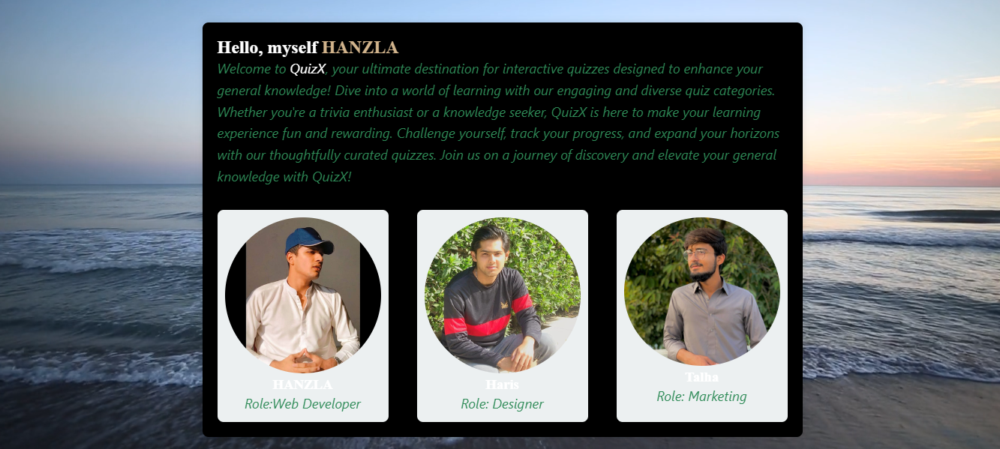 Hello, myself HANZLA
Welcome to QuizX, your ultimate destination for interactive quizzes designed to enhance your
general knowledge! Dive into a world of learning with our engaging and diverse quiz categories.
Whether you're a trivia enthusiast or a knowledge seeker, QuizX is here to make your learning
experience fun and rewarding. Challenge yourself, track your progress, and expand your horizons
with our thoughtfully curated quizzes. Join us on a journey of discovery and elevate your general
knowledge with QuizX!
HANZLA
Role:Web Developer
Haris
Role: Designer
Talha
Role: Marketing